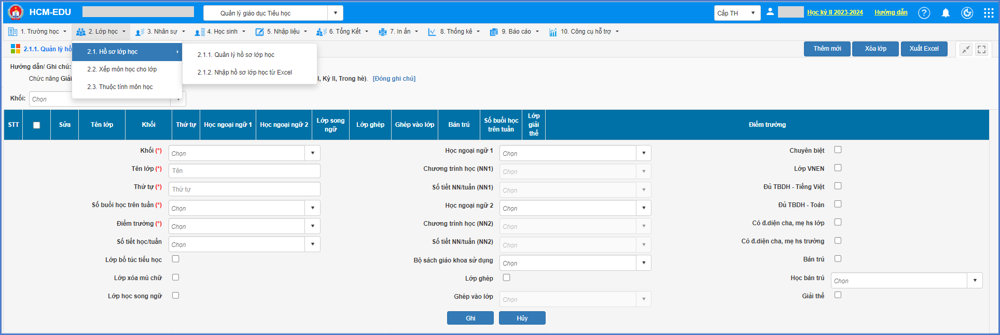 HCM-EDU
Quản lý giáo dục Tiểu học
Cấp TH
Học kỳ II 2023-2024
Hướng dẫn
1. Trường học
2. Lớp học
3. Nhân sự
4. Học sinh
5. Nhập liệu
6. Tổng Kết
7. In ấn
8. Thống kê
9. Báo cáo
10. Công cụ hỗ trợ
2.1.1. Quản lý hồ
2.1. Hồ sơ lớp học
2.2. Xếp môn học cho lớp
2.3. Thuộc tính môn học
2.1.1. Quản lý hồ sơ lớp học
2.1.2. Nhập hồ sơ lớp học từ Excel
Thêm mới
Xóa lớp
Xuất Excel
Hướng dẫn/ Ghi chú:
Chức năng Giải
I, Kỳ II, Trong hè). [Đóng ghi chú]
Khối:
Chọn
STT
Sửa
Tên lớp
Khối
Thứ tự
Học ngoại ngữ 1
Học ngoại ngữ 2
Lớp song
ngữ
Lớp ghép
Ghép vào lớp
Bán trú
Số buổi học
trên tuần
Lớp
giải
thể
Điểm trường
Khối (*)
Chọn
Tên lớp (*)
Tên
Thứ tự (*)
Thứ tự
Số buổi học trên tuần (*)
Chọn
Điểm trường (*)
Chọn
Số tiết học/tuần
Chọn
Lớp bổ túc tiểu học
Lớp xóa mù chữ
Lớp học song ngữ
Học ngoại ngữ 1
Chọn
Chương trình học (NN1)
Chọn
Số tiết NN/tuần (NN1)
Chọn
Học ngoại ngữ 2
Chọn
Chương trình học (NN2)
Chọn
Số tiết NN/tuần (NN2)
Chọn
Bộ sách giáo khoa sử dụng
Chọn
Lớp ghép
Ghép vào lớp
Chọn
Chuyên biệt
Lớp VNEN
Đủ TBDH - Tiếng Việt
Đủ TBDH - Toán
Có đ.diện cha, mẹ hs lớp
Có đ.diện cha, mẹ hs trường
Bán trú
Học bán trú
Chọn
Giải thể
Ghi
Hủy